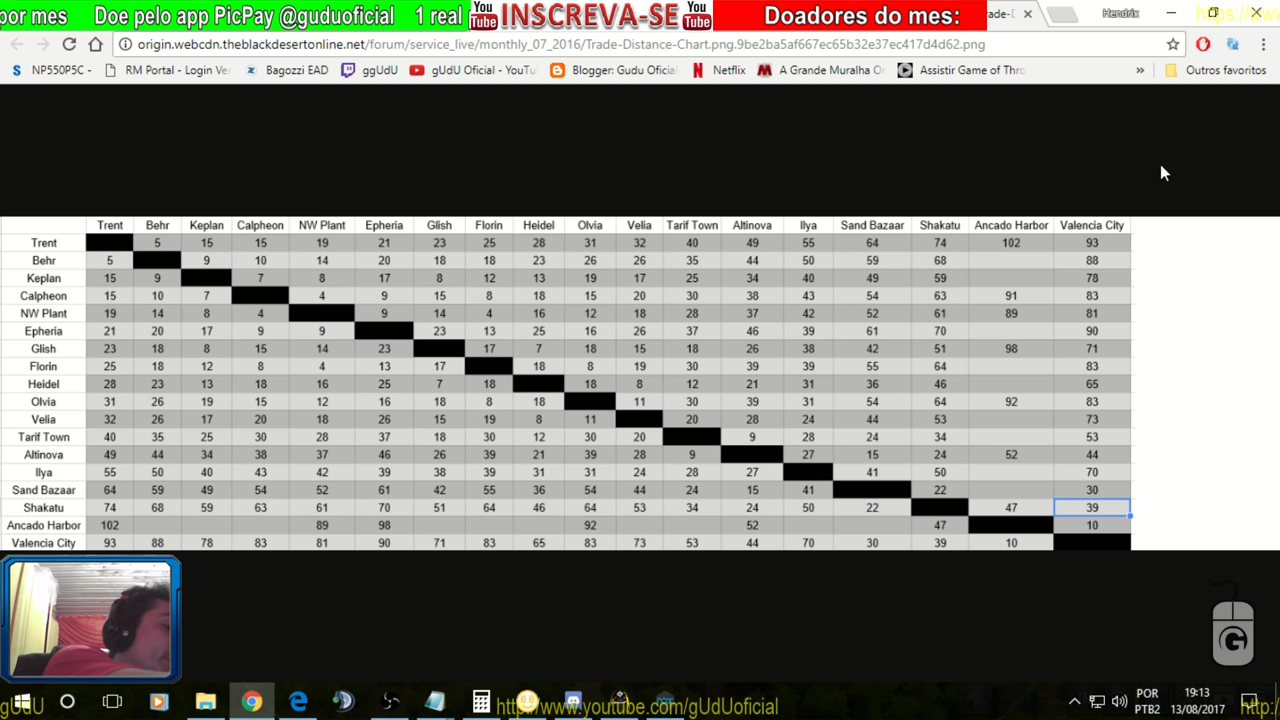 por mes Doe pelo app PicPay @guduoficial 1 real You Tube INSCREVA-SE You Tube Doadores do mes: rade-D Hendrix
origin.webcdn.theblackdesertonline.net/forum/service_live/monthly_07_2016/Trade-Distance-Chart.png.9be2ba5af667ec65b32e37ec417d4d62.png
NP550P5C - RM Portal - Login Ver Bagozzi EAD ggUdU gUdU Oficial - YouTu Blogger: Gudu Oficia Netflix A Grande Muralha On Assistir Game of Thro » Outros favoritos
Trent Behr Keplan Calpheon NW Plant Epheria Glish Florin Heidel Olvia Velia Tarif Town Altinova Ilya Sand Bazaar Shakatu Ancado Harbor Valencia City
Trent 5 15 15 19 21 23 25 28 31 32 40 49 55 64 74 102 93
Behr 5 9 10 14 20 18 18 23 26 26 35 44 50 59 68 88
Keplan 15 9 7 8 17 8 12 13 19 17 25 34 40 49 59 78
Calpheon 15 10 7 4 9 15 8 18 15 20 30 38 43 54 63 91 83
NW Plant 19 14 8 4 9 14 4 16 12 18 28 37 42 52 61 89 81
Epheria 21 20 17 9 9 23 13 25 16 26 37 46 39 61 70 90
Glish 23 18 8 15 14 23 17 7 18 15 18 26 38 42 51 98 71
Florin 25 18 12 8 4 13 17 18 8 19 30 39 39 55 64 83
Heidel 28 23 13 18 16 25 7 18 18 8 12 21 31 36 46 65
Olvia 31 26 19 15 12 16 18 8 18 11 30 39 31 54 64 92 83
Velia 32 26 17 20 18 26 15 19 8 11 20 28 24 44 53 73
Tarif Town 40 35 25 30 28 37 18 30 12 30 20 9 28 24 34 53
Altinova 49 44 34 38 37 46 26 39 21 39 28 9 27 15 24 52 44
Ilya 55 50 40 43 42 39 38 39 31 31 24 28 27 41 50 70
Sand Bazaar 64 59 49 54 52 61 42 55 36 54 44 24 15 41 22 30
Shakatu 74 68 59 63 61 70 51 64 46 64 53 34 24 50 22 47 39
Ancado Harbor 102 89 98 92 52 47 10
Valencia City 93 88 78 83 81 90 71 83 65 83 73 53 44 70 30 39 10
G
gUdU http://www.youtube.com/gUdUoficial POR 19:13
PTB2 13/08/2017